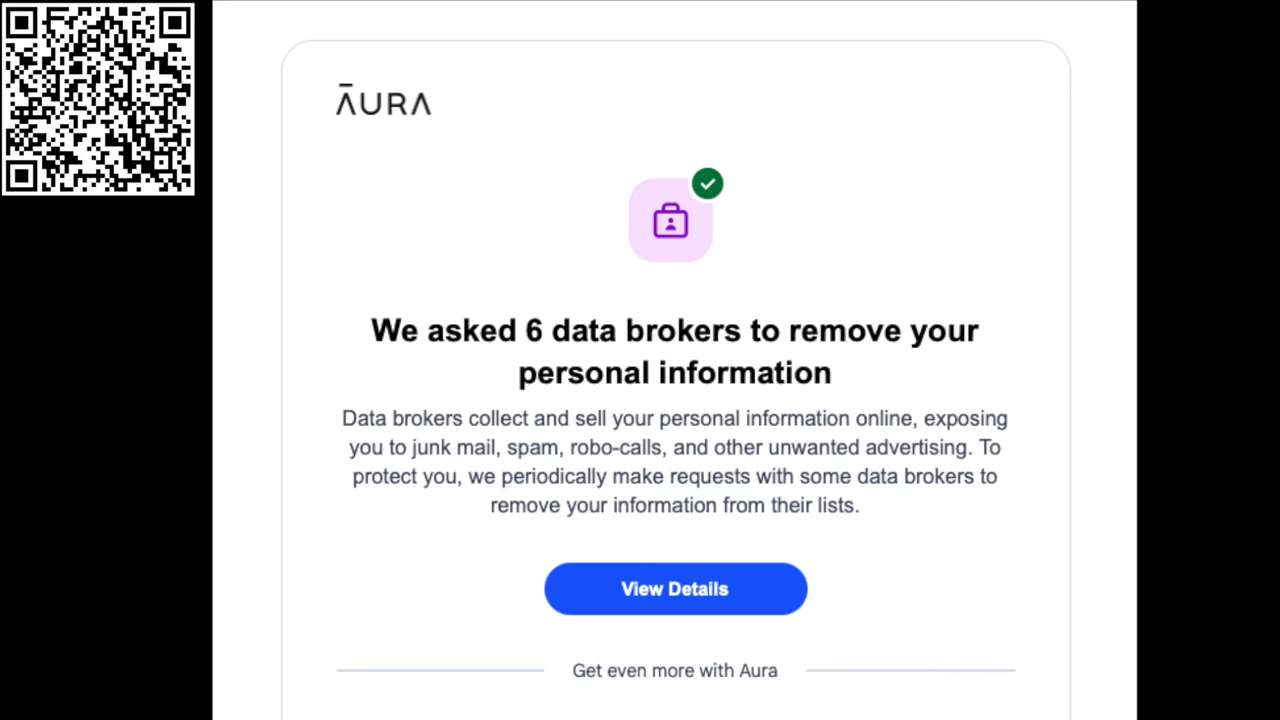 ĀURA
We asked 6 data brokers to remove your
personal information
Data brokers collect and sell your personal information online, exposing
you to junk mail, spam, robo-calls, and other unwanted advertising. To
protect you, we periodically make requests with some data brokers to
remove your information from their lists.
View Details
Get even more with Aura